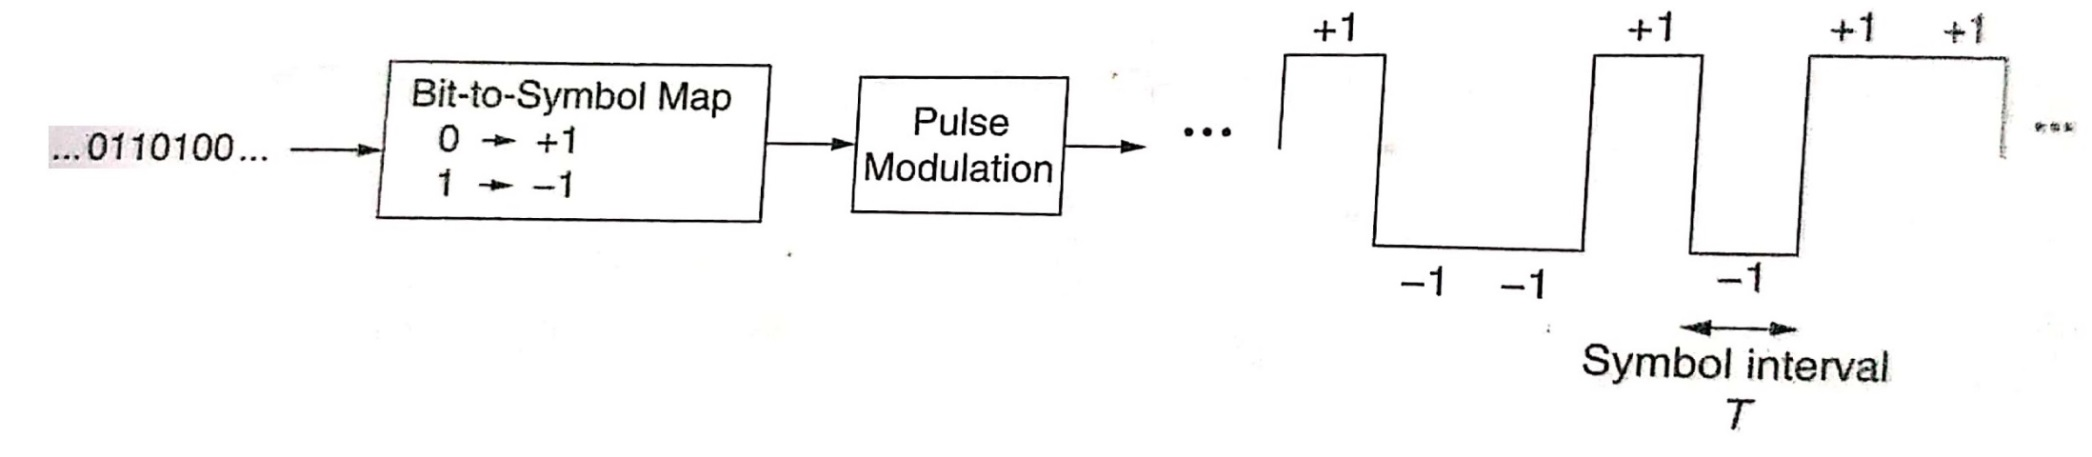 ...0110100...
Bit-to-Symbol Map
0 → +1
1 → −1
Pulse
Modulation
...
+1
−1 −1
+1
−1
+1 +1
...
Symbol interval
T